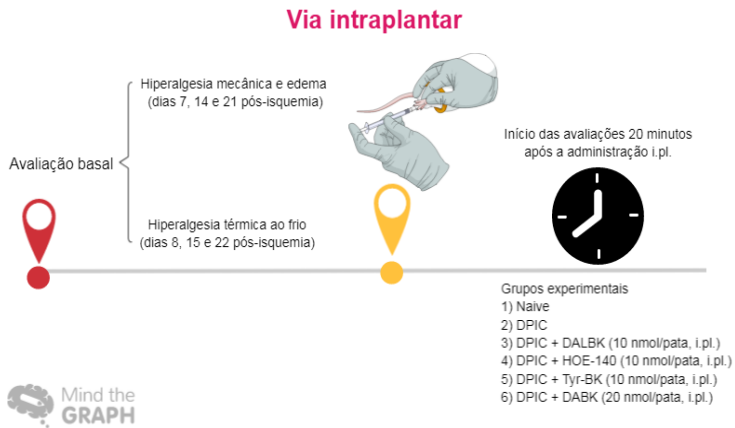 Via intraplantar
Hiperalgesia mecânica e edema
(dias 7, 14 e 21 pós-isquemia)
Avaliação basal
Hiperalgesia térmica ao frio
(dias 8, 15 e 22 pós-isquemia)
Início das avaliações 20 minutos
após a administração i.pl.
Grupos experimentais
1) Naive
2) DPIC
3) DPIC + DALBK (10 nmol/pata, i.pl.)
4) DPIC + HOE-140 (10 nmol/pata, i.pl.)
5) DPIC + Tyr-BK (10 nmol/pata, i.pl.)
6) DPIC + DABK (20 nmol/pata, i.pl.)
Mind the
GRAPH